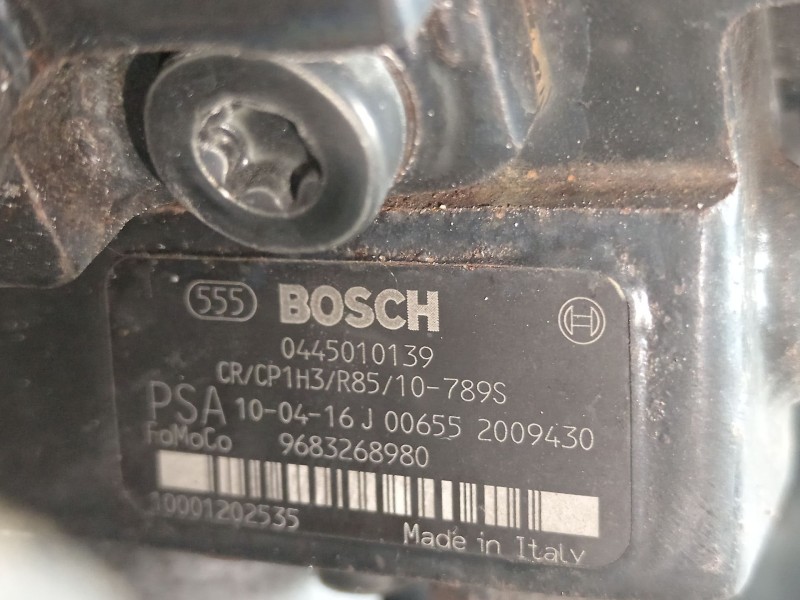 555 BOSCH
0445010139
CR/CP1H3/R85/10-789S
PSA 10-04-16 J 00655 2009430
FoMoCo 9683268980
10001202535
Made in Italy